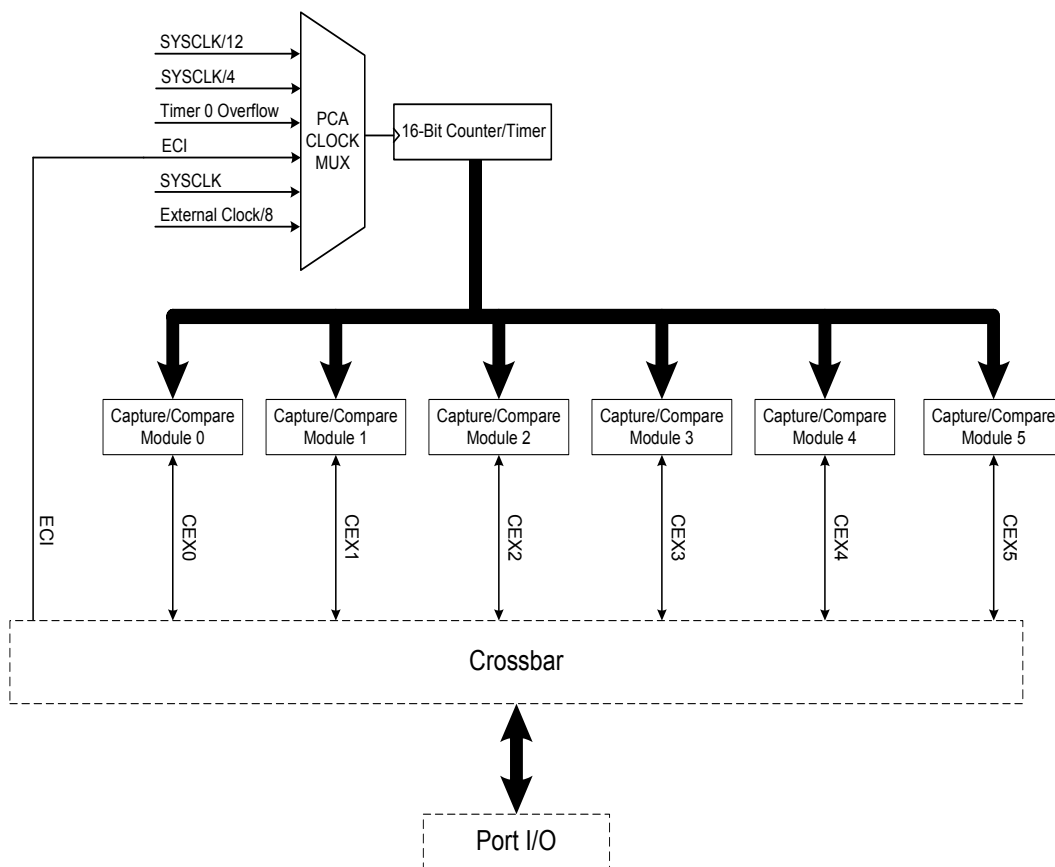 SYSCLK/12
SYSCLK/4
Timer 0 Overflow
ECI
SYSCLK
External Clock/8
PCA
CLOCK
MUX
16-Bit Counter/Timer
Capture/Compare
Module 0
Capture/Compare
Module 1
Capture/Compare
Module 2
Capture/Compare
Module 3
Capture/Compare
Module 4
Capture/Compare
Module 5
ECI
CEX0
CEX1
CEX2
CEX3
CEX4
CEX5
Crossbar
Port I/O